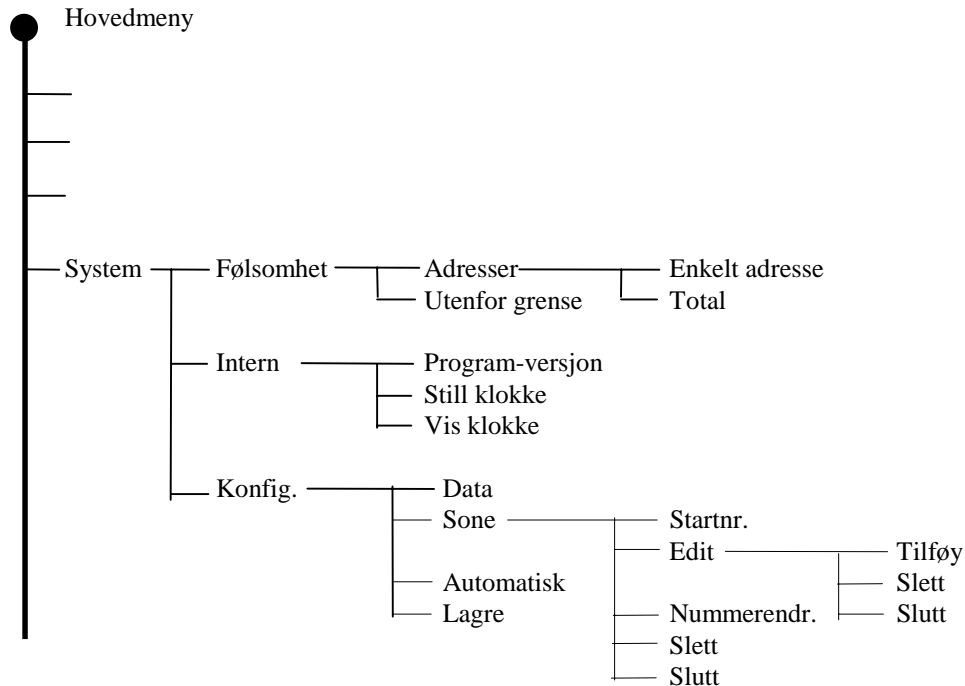 Hovedmeny
System Følsomhet Adresser Enkelt adresse
Utenfor grense Total
Intern Program-versjon
Still klokke
Vis klokke
Konfig. Data
Sone Startnr.
Edit Tilføy
Automatisk Slett
Lagre Nummerendr. Slutt
Slett
Slutt